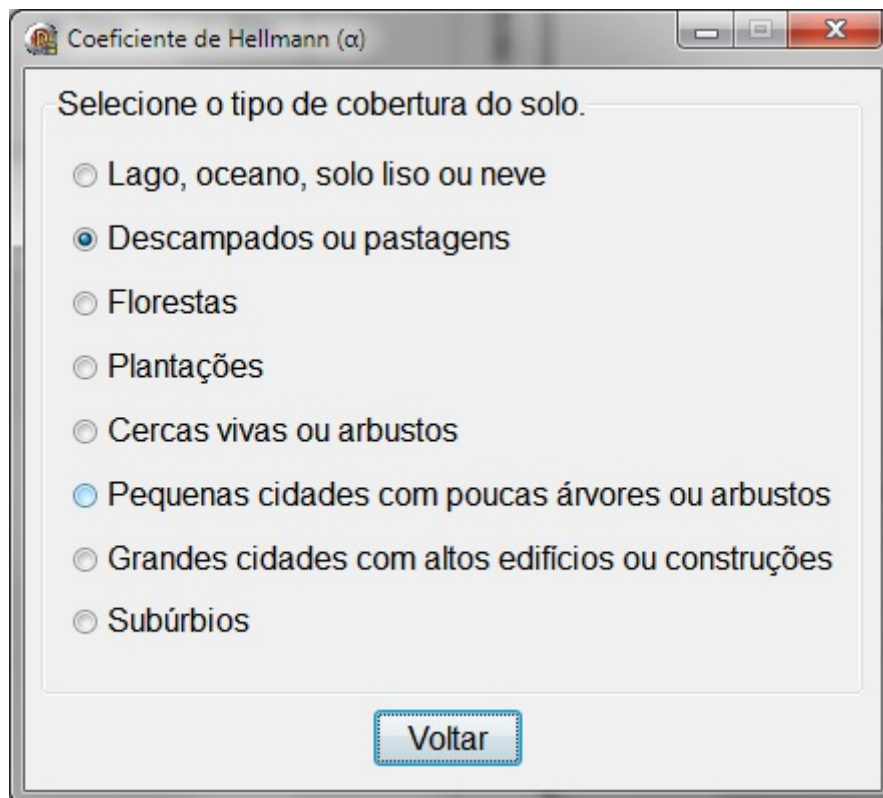 Coeficiente de Hellmann (α)
Selecione o tipo de cobertura do solo.
Lago, oceano, solo liso ou neve
Descampados ou pastagens
Florestas
Plantações
Cercas vivas ou arbustos
Pequenas cidades com poucas árvores ou arbustos
Grandes cidades com altos edifícios ou construções
Subúrbios
Voltar